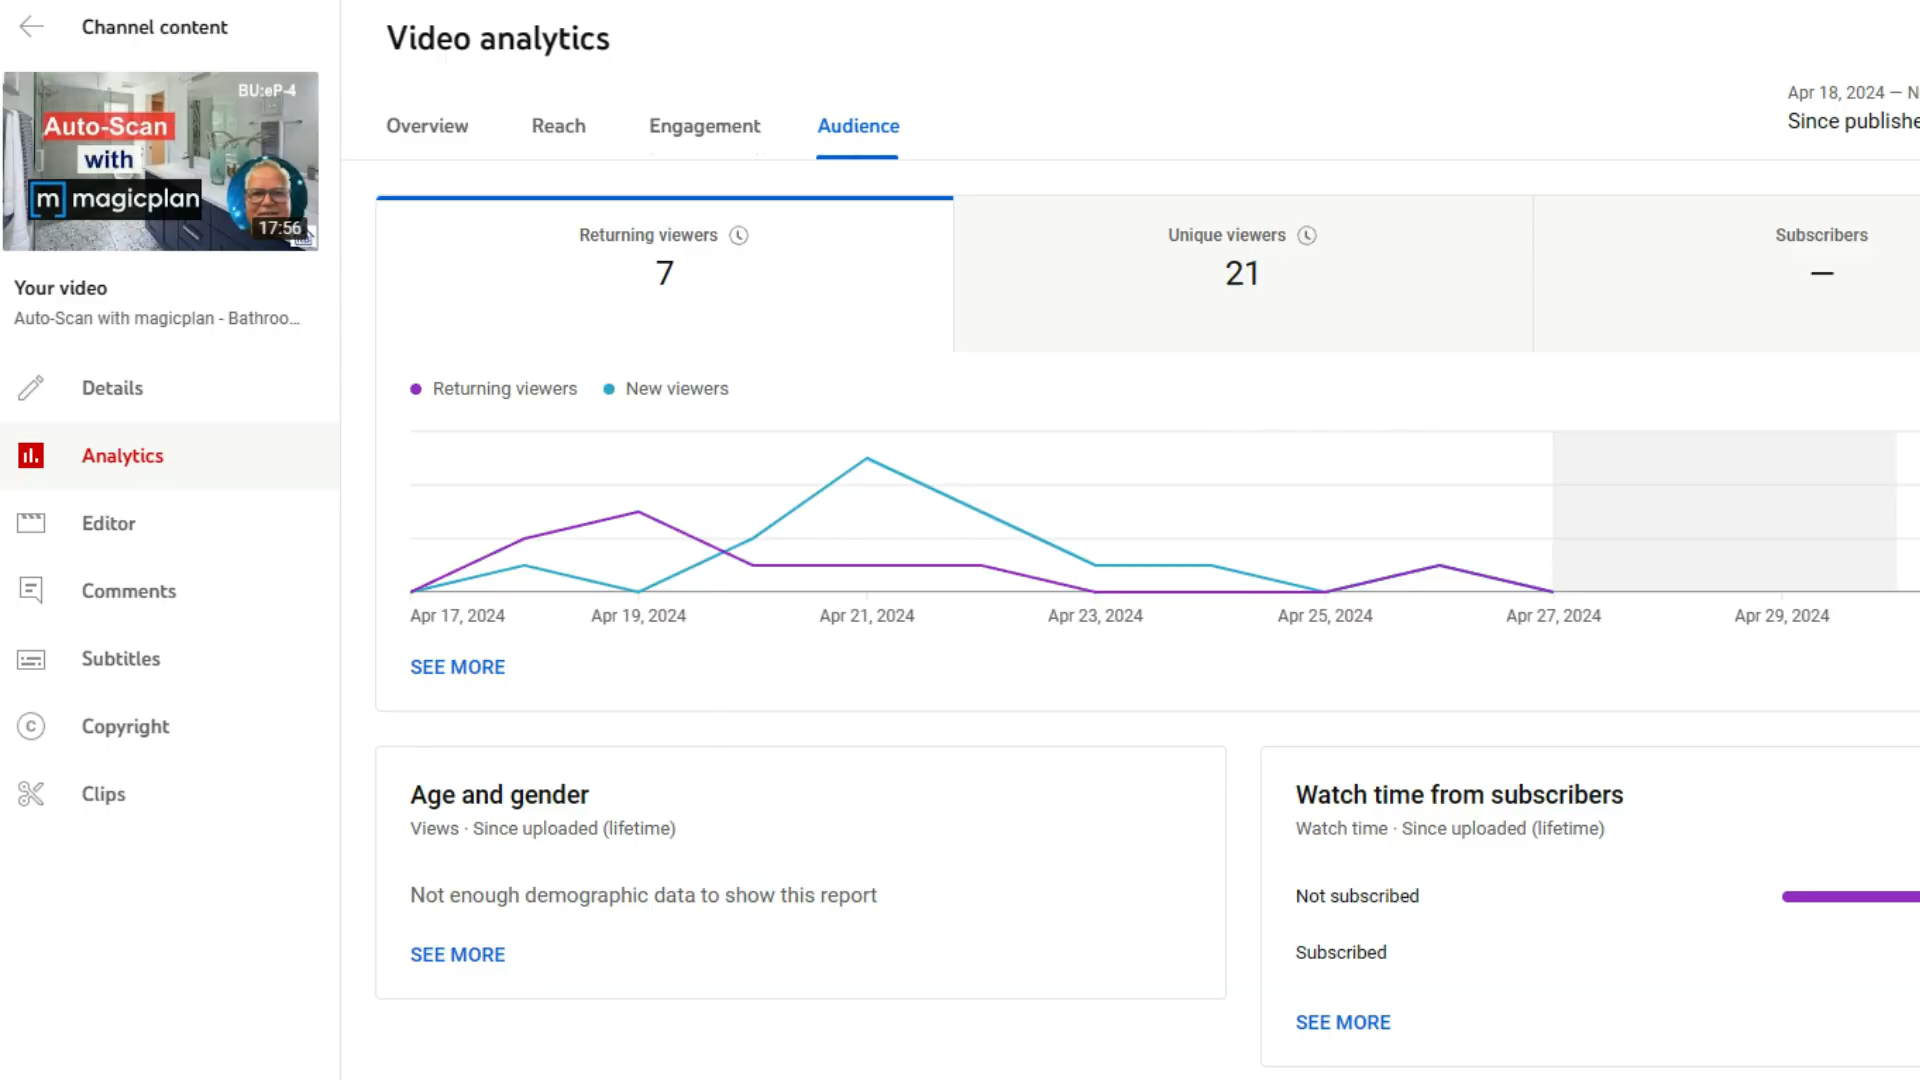 Channel content
BU:eP-4
Auto-Scan
with
m magicplan
17:56
Your video
Auto-Scan with magicplan - Bathroo...
Details
Analytics
Editor
Comments
Subtitles
Copyright
Clips
Video analytics
Overview Reach Engagement Audience
Apr 18, 2024 – N
Since publishe
Returning viewers
7
Unique viewers
21
Subscribers
—
Returning viewers New viewers
Apr 17, 2024 Apr 19, 2024 Apr 21, 2024 Apr 23, 2024 Apr 25, 2024 Apr 27, 2024 Apr 29, 2024
SEE MORE
Age and gender
Views · Since uploaded (lifetime)
Not enough demographic data to show this report
SEE MORE
Watch time from subscribers
Watch time · Since uploaded (lifetime)
Not subscribed
Subscribed
SEE MORE